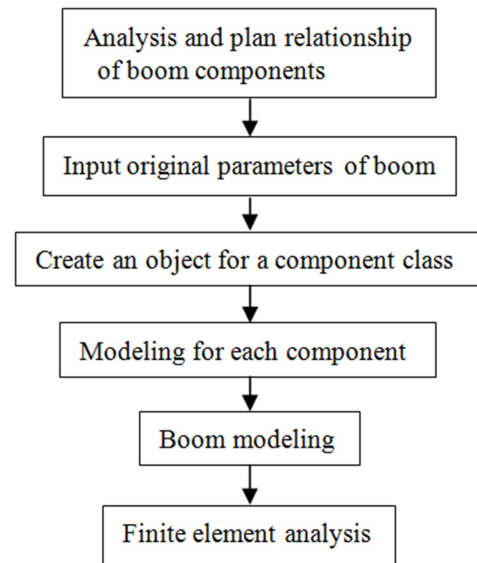 Analysis and plan relationship
of boom components
Input original parameters of boom
Create an object for a component class
Modeling for each component
Boom modeling
Finite element analysis